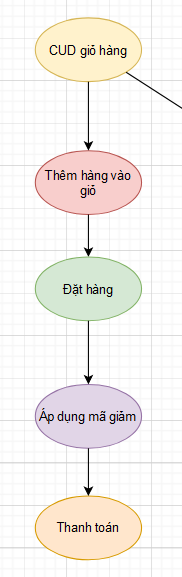 CUD giỏ hàng
Thêm hàng vào
giỏ
Đặt hàng
Áp dụng mã giảm
Thanh toán